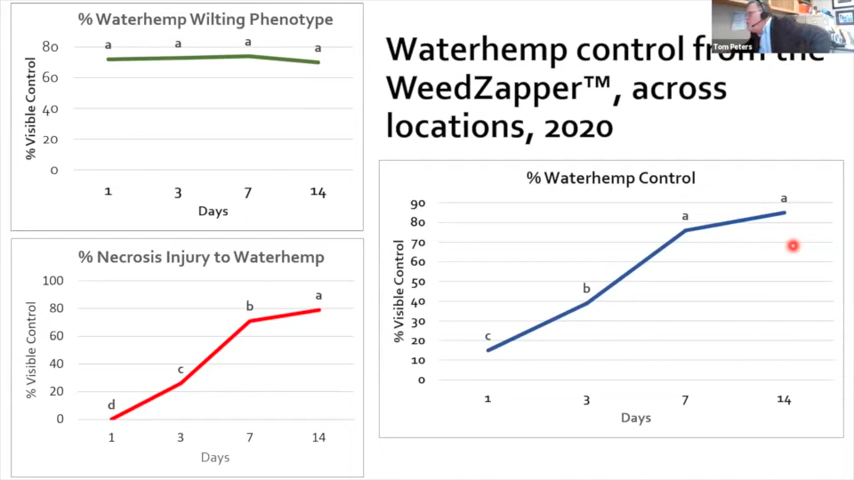 % Waterhemp Wilting Phenotype
% Visible Control
80
60
40
20
0
a
a
a
a
1
3
7
14
Days
% Necrosis Injury to Waterhemp
% Visible Control
100
80
60
40
20
0
d
c
b
a
1
3
7
14
Days
Tom Peters
Waterhemp control from the
WeedZapper™, across
locations, 2020
% Waterhemp Control
% Visible Control
90
80
70
60
50
40
30
20
10
0
c
b
a
a
1
3
7
14
Days